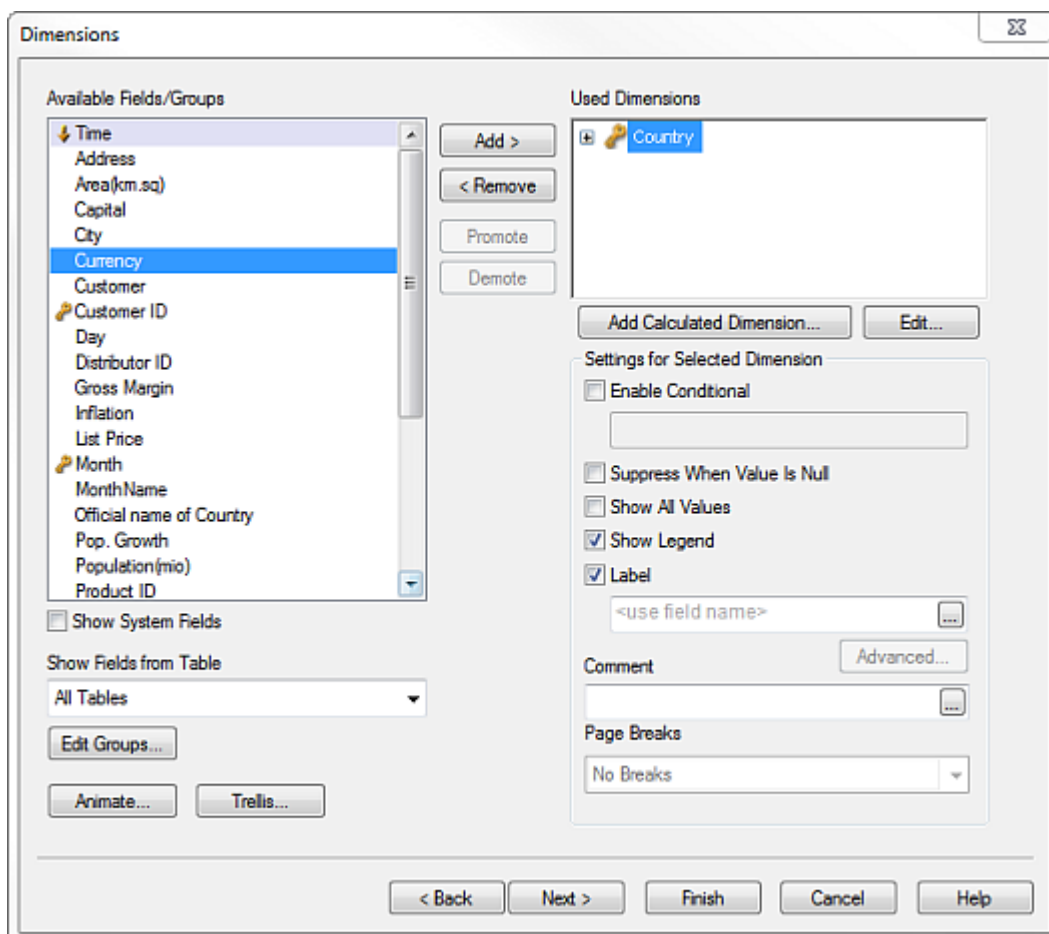 Dimensions
Available Fields/Groups
Time
Address
Area(km.sq)
Capital
City
Currency
Customer
Customer ID
Day
Distributor ID
Gross Margin
Inflation
List Price
Month
MonthName
Official name of Country
Pop. Growth
Population(mio)
Product ID
Show System Fields
Show Fields from Table
All Tables
Edit Groups...
Animate...
Trellis...
Add >
< Remove
Promote
Demote
Used Dimensions
Country
Add Calculated Dimension...
Edit...
Settings for Selected Dimension
Enable Conditional
Suppress When Value Is Null
Show All Values
Show Legend
Label
<use field name>
...
Advanced...
Comment
...
Page Breaks
No Breaks
< Back
Next >
Finish
Cancel
Help